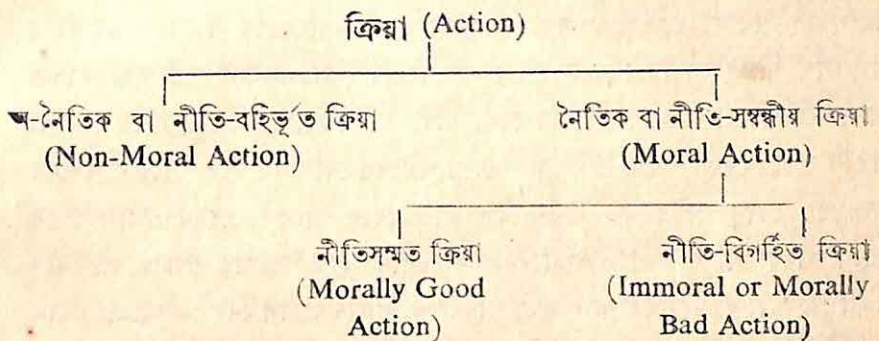 ক্রিয়া (Action)
অ-নৈতিক বা নীতি-বহির্ভূত ক্রিয়া
(Non-Moral Action)
নৈতিক বা নীতি-সম্বন্ধীয় ক্রিয়া
(Moral Action)
নীতিসম্মত ক্রিয়া
(Morally Good
Action)
নীতি-বিগর্হিত ক্রিয়া
(Immoral or Morally
Bad Action)